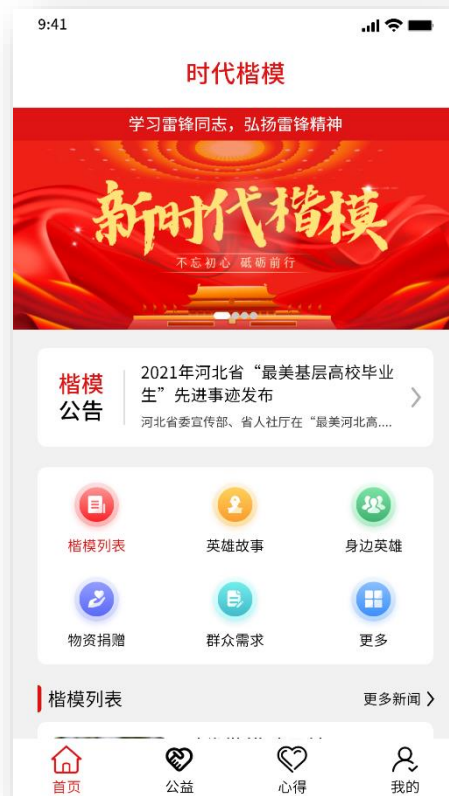 9:41
时代楷模
学习雷锋同志，弘扬雷锋精神
新时代楷模
不忘初心 砥砺前行
楷模
公告
2021年河北省“最美基层高校毕业
生”先进事迹发布
河北省委宣传部、省人社厅在“最美河北高....
楷模列表
英雄故事
身边英雄
物资捐赠
群众需求
更多
楷模列表
更多新闻
首页
公益
心得
我的